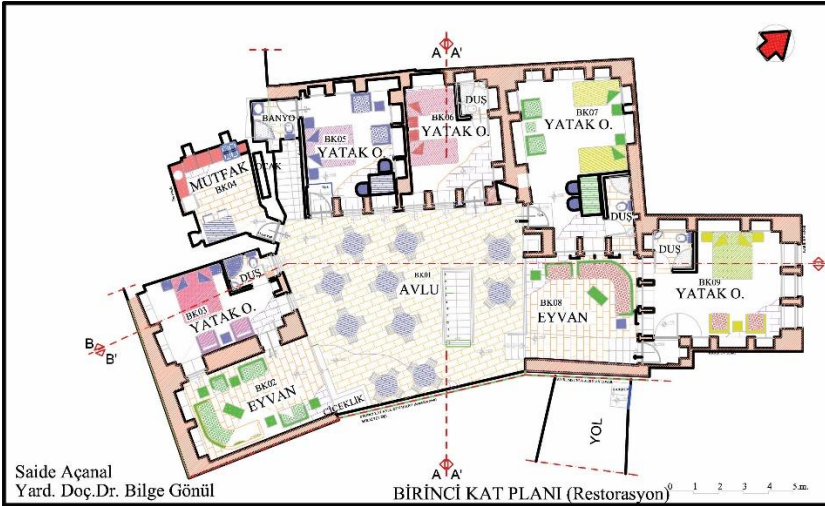 A A'
DUŞ
BK07
YATAK O.
BANYO
BK05
YATAK O.
BK06
YATAK O.
MUTFAK
BK04
DUŞ
DUŞ
DUŞ
BK09
YATAK O.
BK03
YATAK O.
BK01
AVLU
BK08
EYVAN
B
B'
BK02
EYVAN
ÇİÇEKLİK
YOL
A A'
Saide Açanal
Yard. Doç.Dr. Bilge Gönül
BİRİNCİ KAT PLANI (Restorasyon)
0 1 2 3 4 5 m.